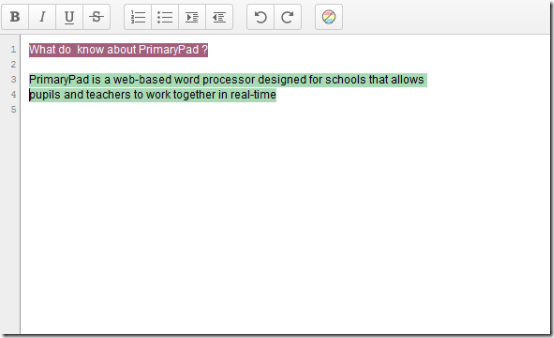 B I U S
1 What do  know about PrimaryPad ?
2
3 PrimaryPad is a web-based word processor designed for schools that allows
4 pupils and teachers to work together in real-time
5